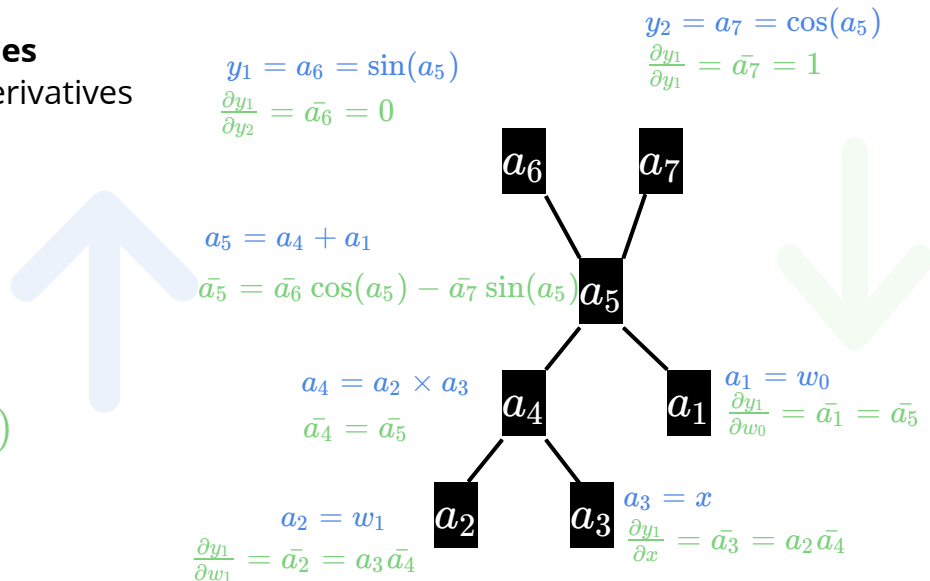 es
erivatives
y₂ = a₇ = cos(a₅)
∂y₁/∂y₁ = ā₇ = 1
y₁ = a₆ = sin(a₅)
∂y₁/∂y₂ = ā₆ = 0
a₆
a₇
a₅ = a₄ + a₁
ā₅ = ā₆ cos(a₅) − ā₇ sin(a₅)
a₅
a₄ = a₂ × a₃
ā₄ = ā₅
a₄
a₁
a₁ = w₀
∂y₁/∂w₀ = ā₁ = ā₅
)
a₂ = w₁
∂y₁/∂w₁ = ā₂ = a₃ā₄
a₂
a₃
a₃ = x
∂y₁/∂x = ā₃ = a₂ā₄